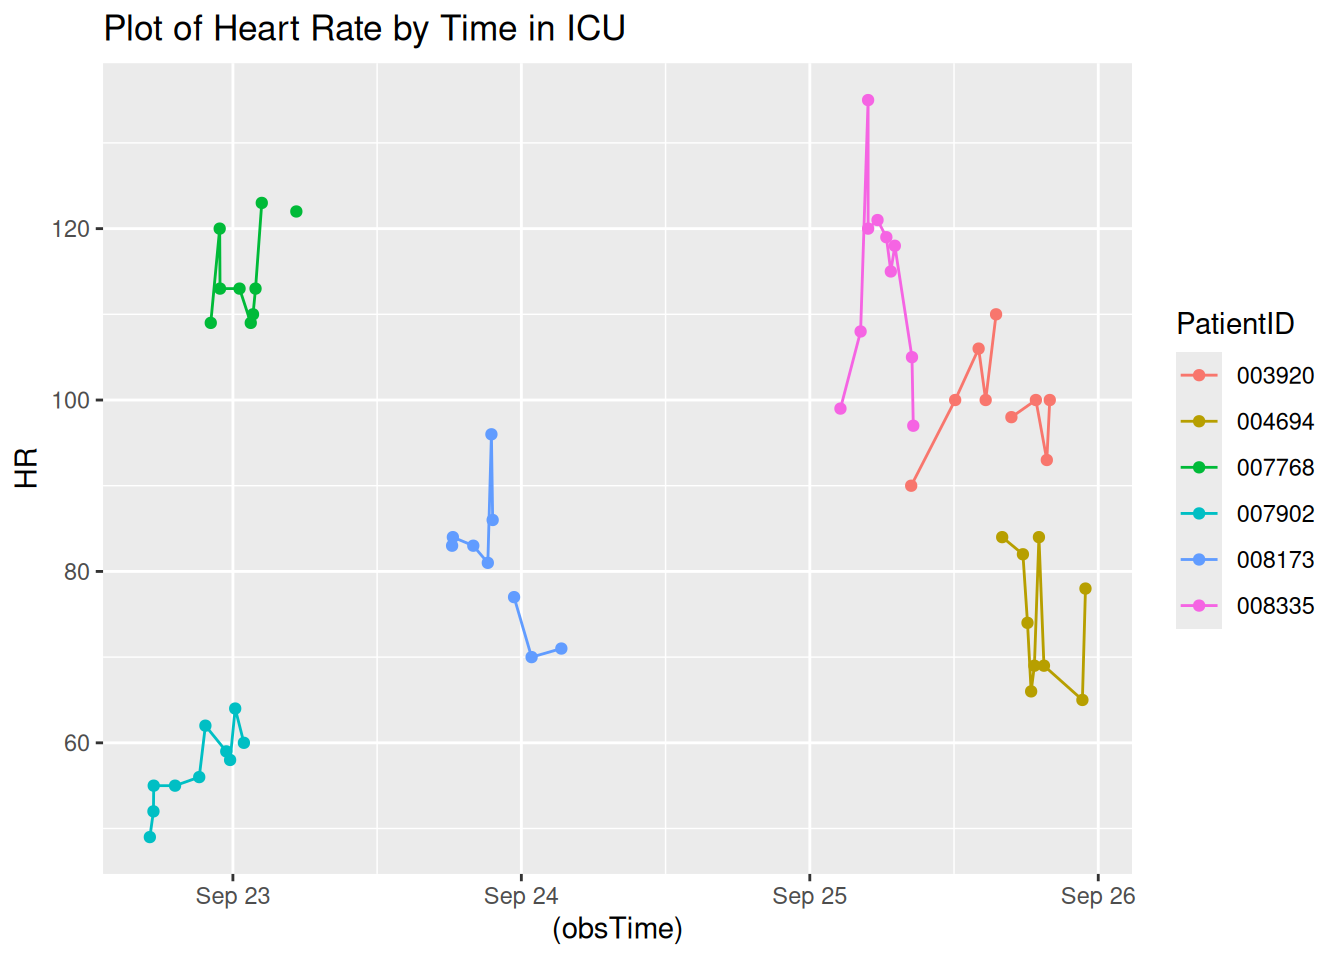 Plot of Heart Rate by Time in ICU
HR
120
100
80
60
Sep 23
Sep 24
Sep 25
Sep 26
(obsTime)
PatientID
003920
004694
007768
007902
008173
008335